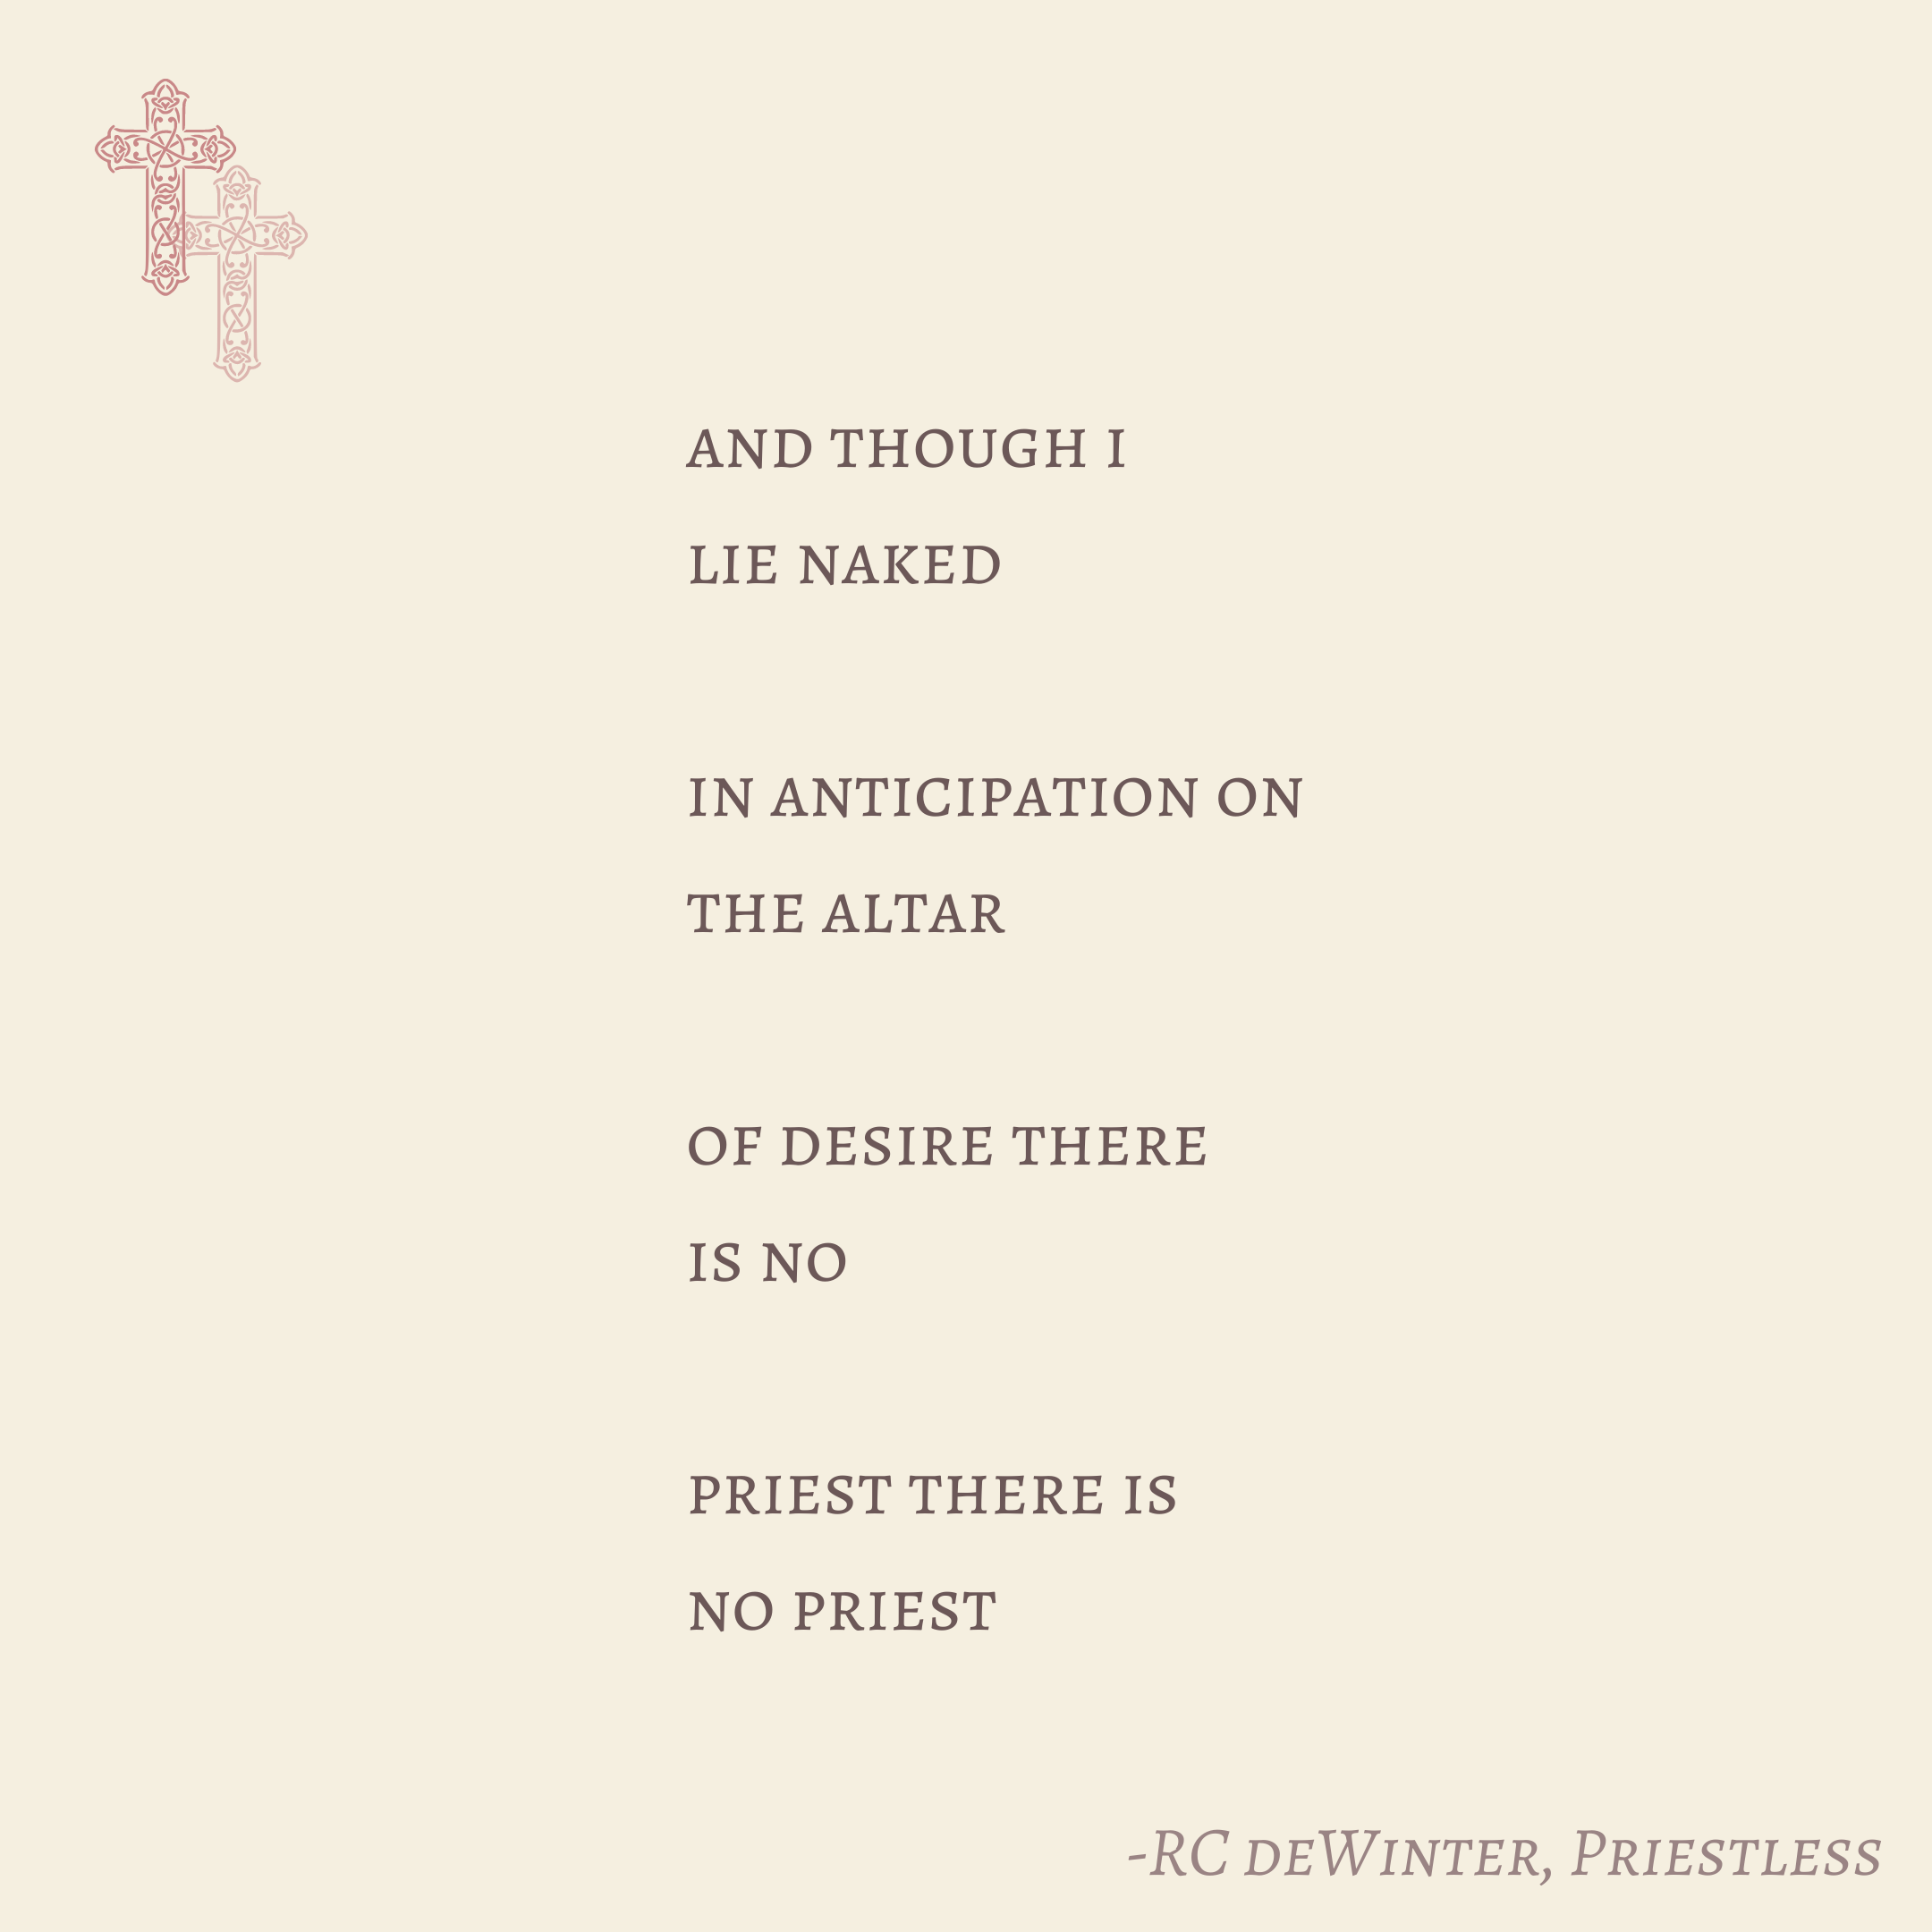 AND THOUGH I
LIE NAKED
IN ANTICIPATION ON
THE ALTAR
OF DESIRE THERE
IS NO
PRIEST THERE IS
NO PRIEST
-RC DEWINTER, PRIESTLESS